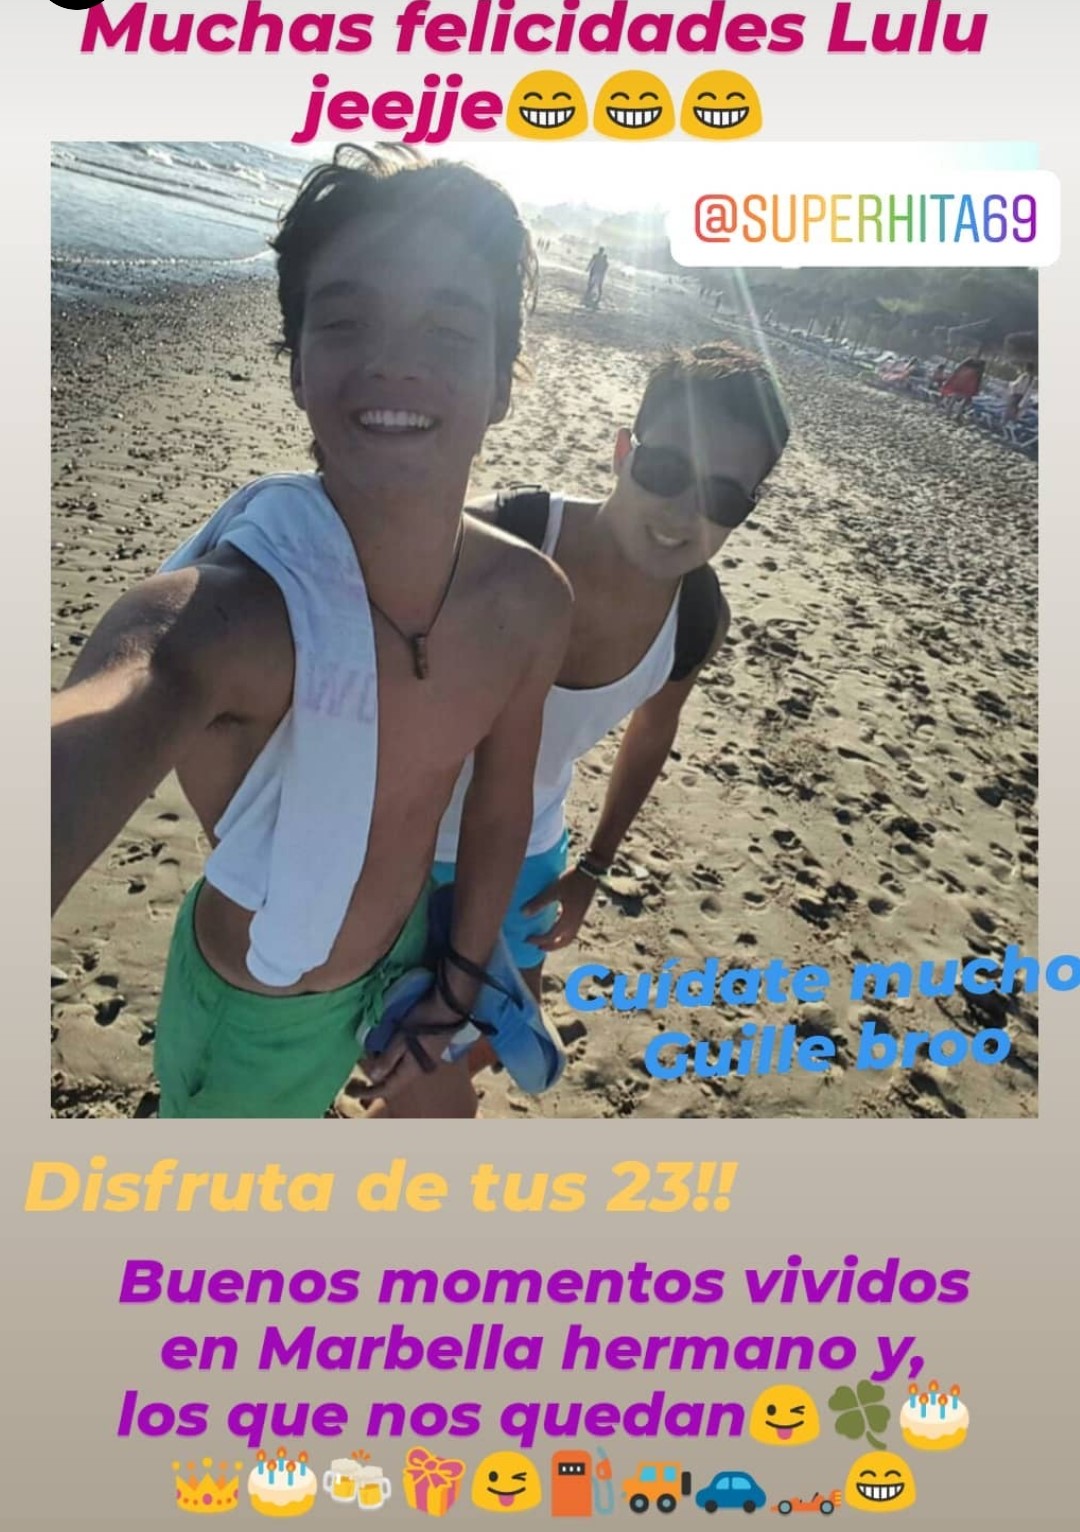 Muchas felicidades Lulu
jeejje😁😁😁
@SUPERHITA69
Cuídate mucho
Guille broo
Disfruta de tus 23!!
Buenos momentos vividos
en Marbella hermano y,
los que nos quedan😜🍀🎂
👑🎂🍻🎁😜⛽🚙🚗🏎️😁